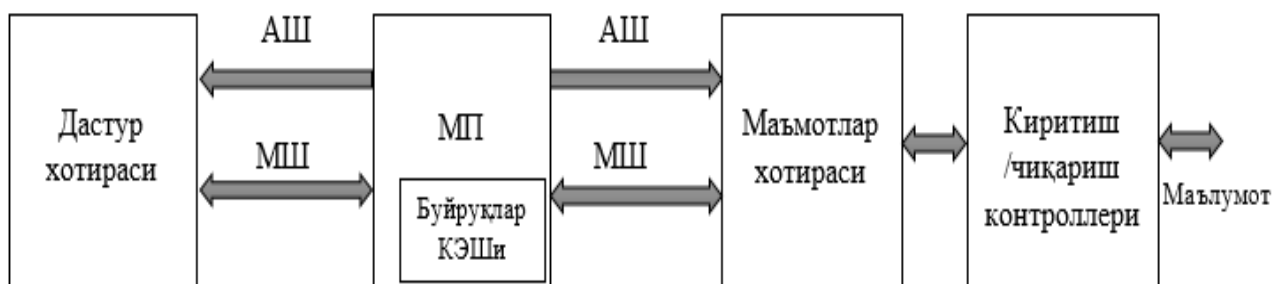 АШ
АШ
Дастур
хотираси
МШ
МП
Буйруқлар
КЭШи
МШ
Маъмотлар
хотираси
Киритиш
/чиқариш
контроллери
Маълумот